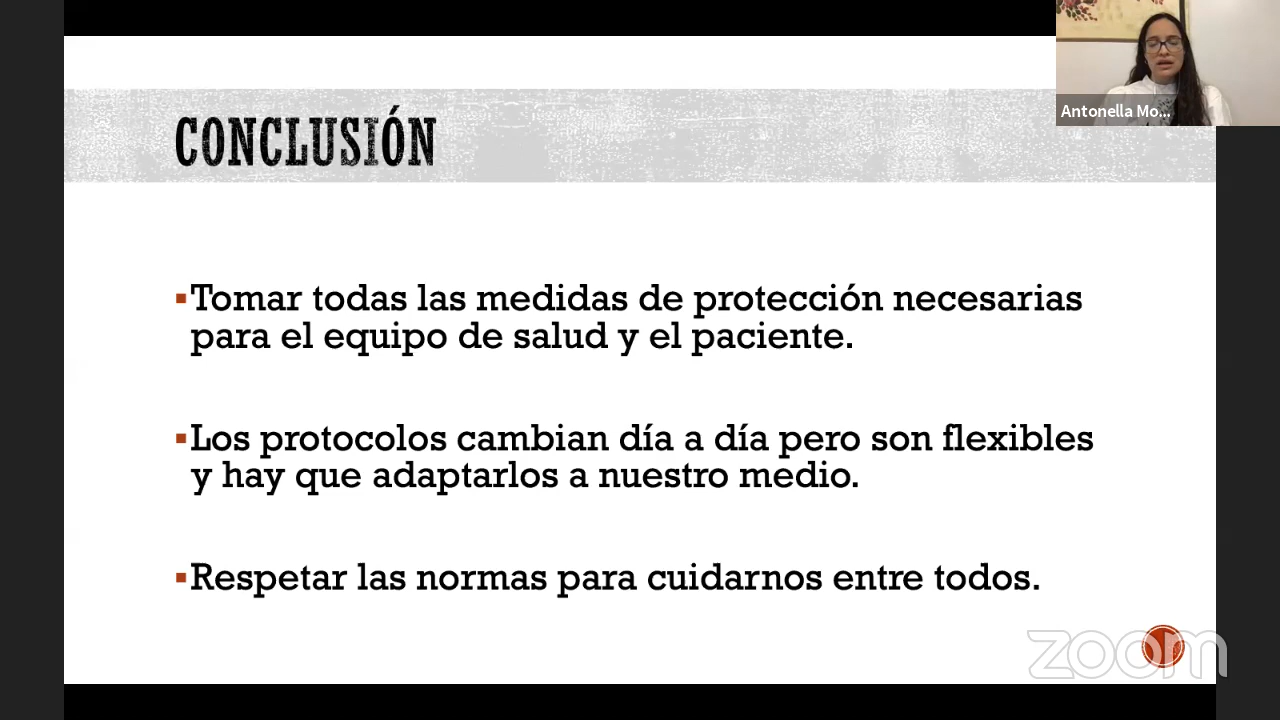 Antonella Mo...
CONCLUSIÓN
▪Tomar todas las medidas de protección necesarias
para el equipo de salud y el paciente.
▪Los protocolos cambian día a día pero son flexibles
y hay que adaptarlos a nuestro medio.
▪Respetar las normas para cuidarnos entre todos.
zoom